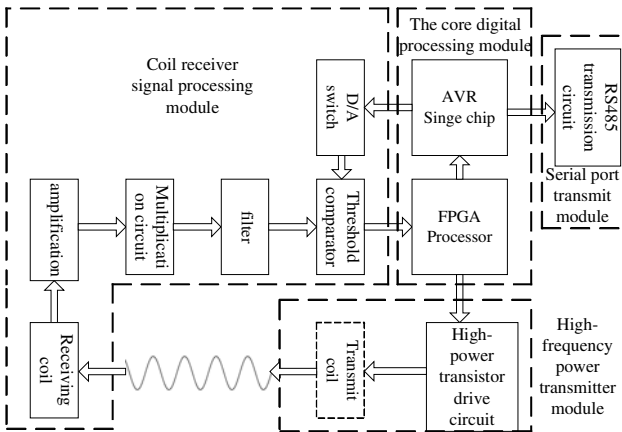 Coil receiver
signal processing
module
The core digital
processing module
D/A
switch
AVR
Singe chip
RS485
transmission
circuit
Serial port
transmit
module
amplification
Multiplicati
on circuit
filter
Threshold
comparator
FPGA
Processor
Receiving
coil
Transmit
coil
High-
power
transistor
drive
circuit
High-
frequency
power
transmitter
module